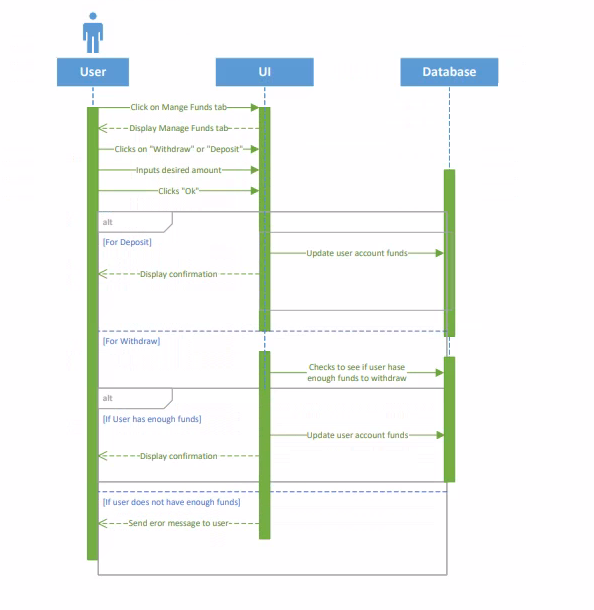 User
UI
Database
Click on Mange Funds tab
Display Manage Funds tab
Clicks on "Withdraw" or "Deposit"
Inputs desired amount
Clicks "Ok"
alt
[For Deposit]
Update user account funds
Display confirmation
[For Withdraw]
Checks to see if user hase
enough funds to withdraw
alt
[If User has enough funds]
Update user account funds
Display confirmation
[If user does not have enough funds]
Send eror message to user